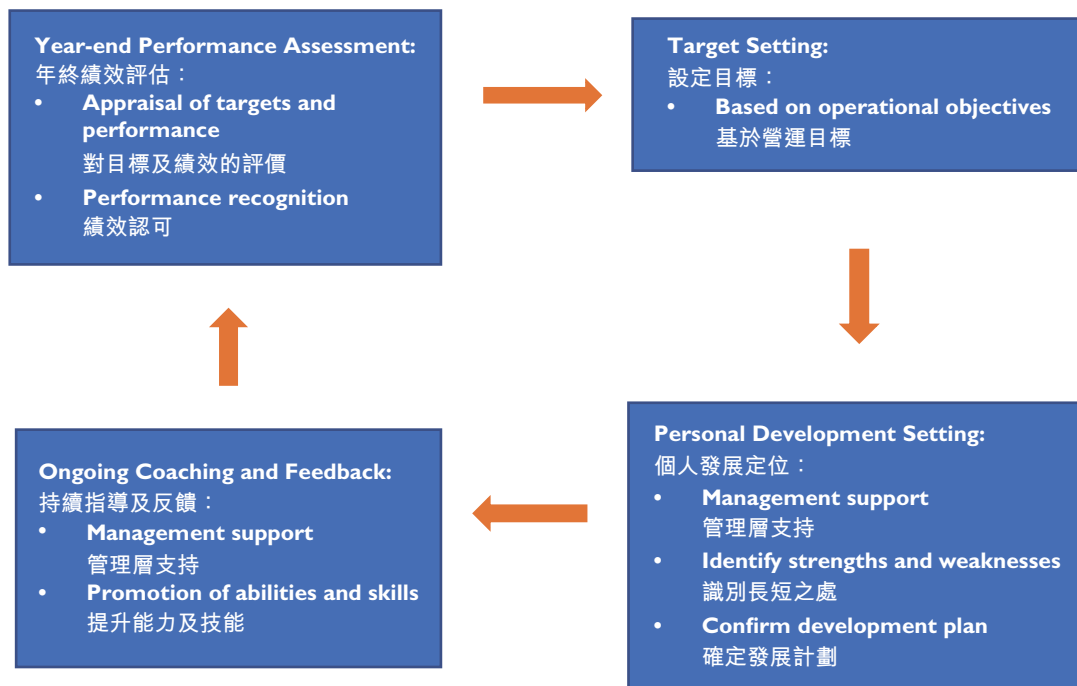 Year-end Performance Assessment:
年終績效評估：
• Appraisal of targets and
performance
對目標及績效的評價
• Performance recognition
績效認可
Target Setting:
設定目標：
• Based on operational objectives
基於營運目標
Personal Development Setting:
個人發展定位：
• Management support
管理層支持
• Identify strengths and weaknesses
識別長短之處
• Confirm development plan
確定發展計劃
Ongoing Coaching and Feedback:
持續指導及反饋：
• Management support
管理層支持
• Promotion of abilities and skills
提升能力及技能